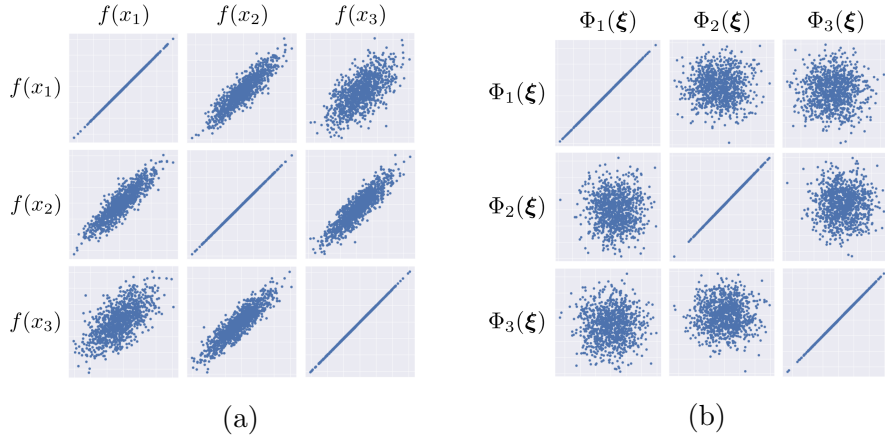 f(x₁) f(x₂) f(x₃)
f(x₁)
f(x₂)
f(x₃)
(a)
Φ₁(ξ) Φ₂(ξ) Φ₃(ξ)
Φ₁(ξ)
Φ₂(ξ)
Φ₃(ξ)
(b)